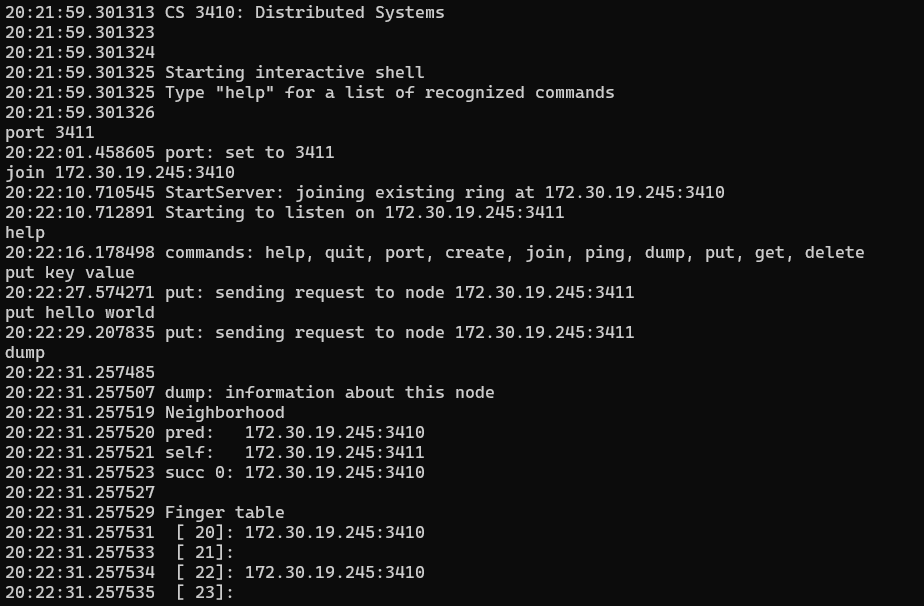 20:21:59.301313 CS 3410: Distributed Systems
20:21:59.301323
20:21:59.301324
20:21:59.301325 Starting interactive shell
20:21:59.301325 Type "help" for a list of recognized commands
20:21:59.301326
port 3411
20:22:01.458605 port: set to 3411
join 172.30.19.245:3410
20:22:10.710545 StartServer: joining existing ring at 172.30.19.245:3410
20:22:10.712891 Starting to listen on 172.30.19.245:3411
help
20:22:16.178498 commands: help, quit, port, create, join, ping, dump, put, get, delete
put key value
20:22:27.574271 put: sending request to node 172.30.19.245:3411
put hello world
20:22:29.207835 put: sending request to node 172.30.19.245:3411
dump
20:22:31.257485
20:22:31.257507 dump: information about this node
20:22:31.257519 Neighborhood
20:22:31.257520 pred:   172.30.19.245:3410
20:22:31.257521 self:   172.30.19.245:3411
20:22:31.257523 succ 0: 172.30.19.245:3410
20:22:31.257527
20:22:31.257529 Finger table
20:22:31.257531  [ 20]: 172.30.19.245:3410
20:22:31.257533  [ 21]:
20:22:31.257534  [ 22]: 172.30.19.245:3410
20:22:31.257535  [ 23]: